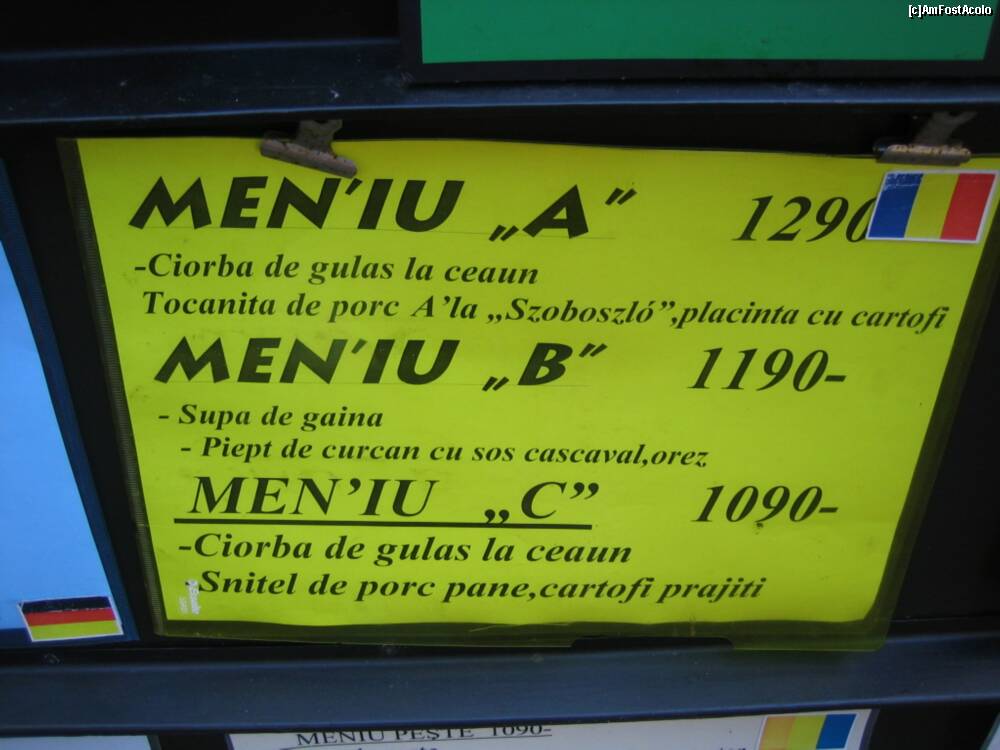 [c]AmFostAcolo
MEN'IU „A” 1290
-Ciorba de gulas la ceaun
Tocanita de porc A'la „Szoboszló”,placinta cu cartofi
MEN'IU „B” 1190-
- Supa de gaina
- Piept de curcan cu sos cascaval,orez
MEN'IU „C” 1090-
-Ciorba de gulas la ceaun
-Snitel de porc pane,cartofi prajiti
MENIU PEŞTE 1090-